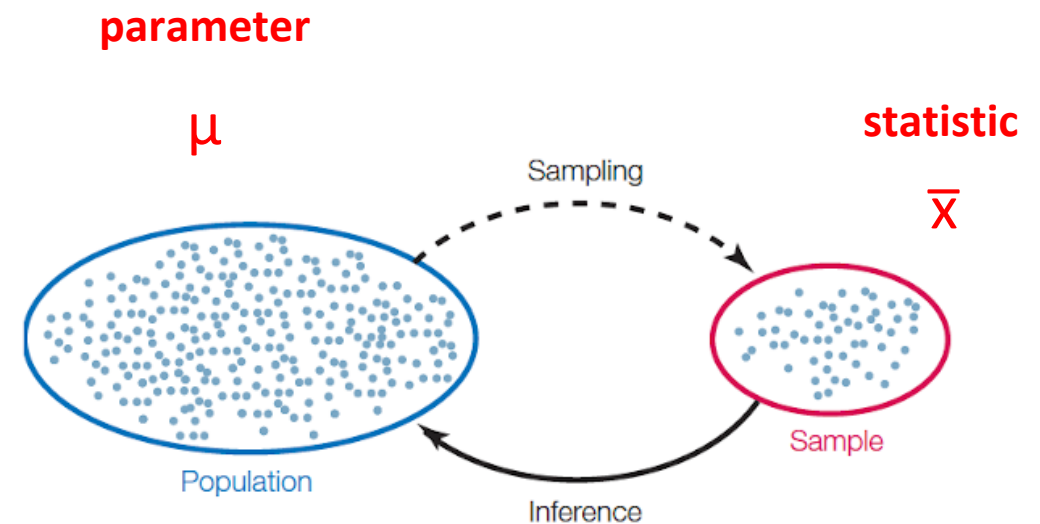 parameter
μ
statistic
x̅
Sampling
Population
Sample
Inference